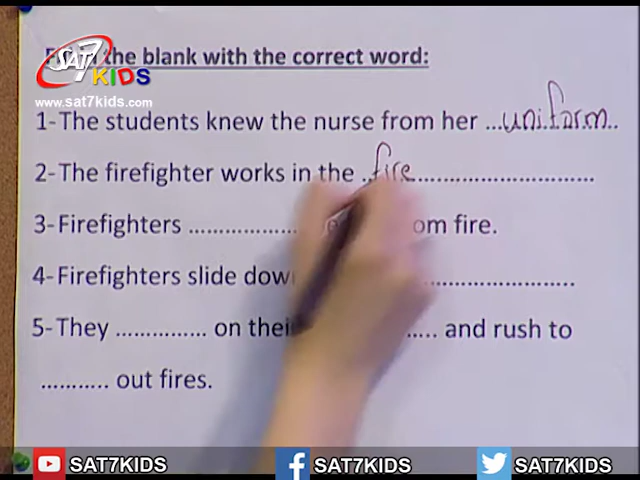 the blank with the correct word:
SAT7
KIDS
www.sat7kids.com
1-The students knew the nurse from her ...uniform..
2-The firefighter works in the ..fire..............................
3-Firefighters .................... om fire.
4-Firefighters slide dow .........................
5-They ............... on thei ..... and rush to
........... out fires.
SAT7KIDS SAT7KIDS SAT7KIDS